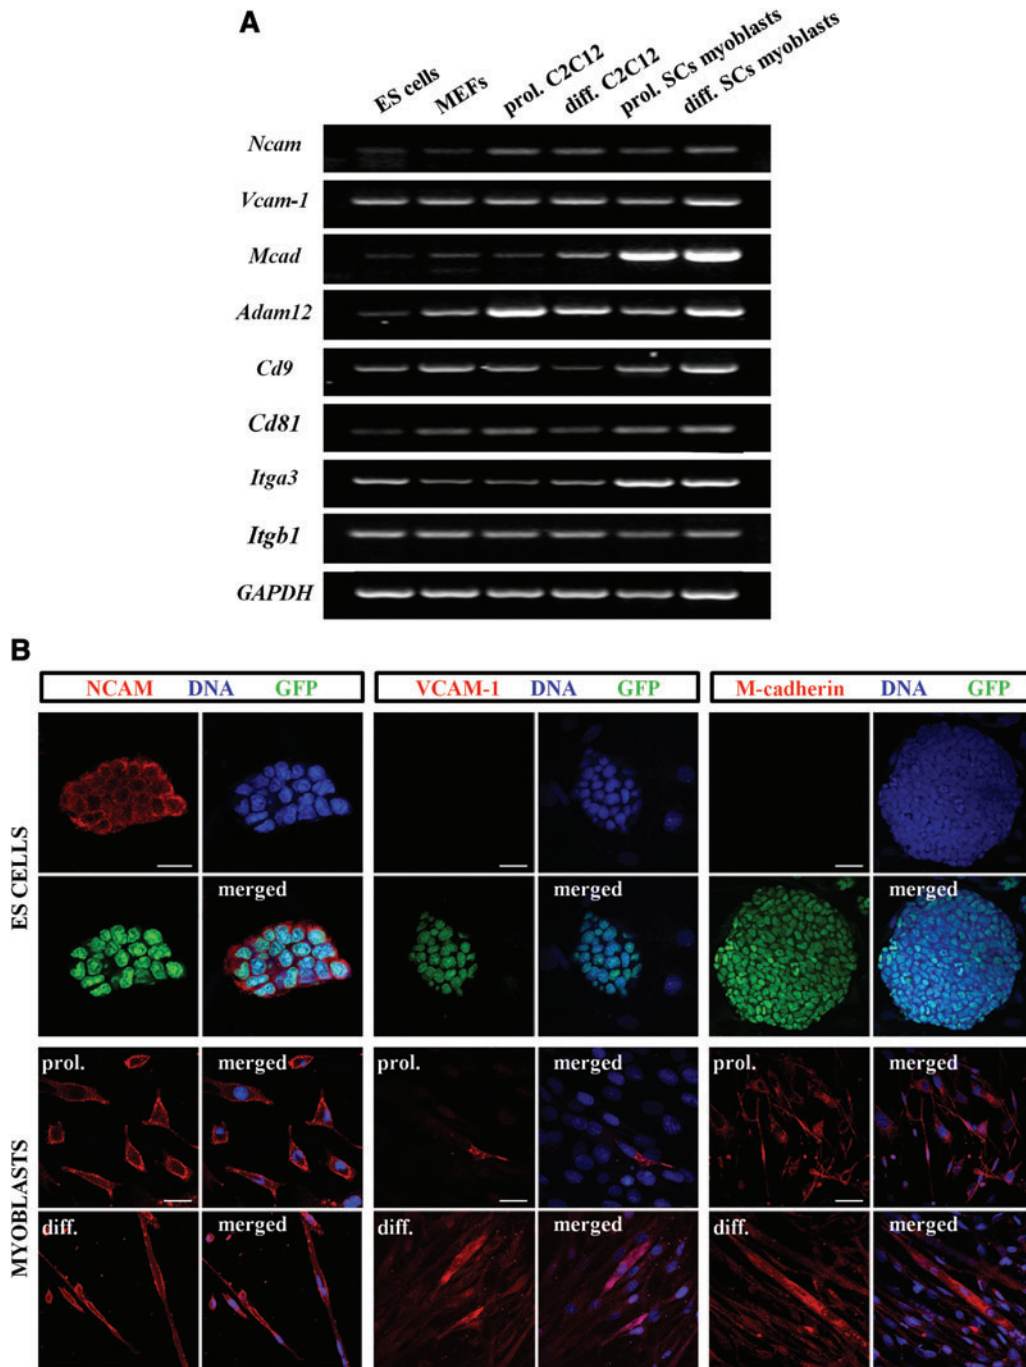 A
ES cells
MEFs
prol. C2C12
diff. C2C12
prol. SCs myoblasts
diff. SCs myoblasts
Ncam
Vcam-1
Mcad
Adam12
Cd9
Cd81
Itga3
Itgb1
GAPDH
B
NCAM DNA GFP
VCAM-1 DNA GFP
M-cadherin DNA GFP
ES CELLS
merged
merged
merged
MYOBLASTS
prol.
merged
prol.
merged
prol.
merged
diff.
merged
diff.
merged
diff.
merged